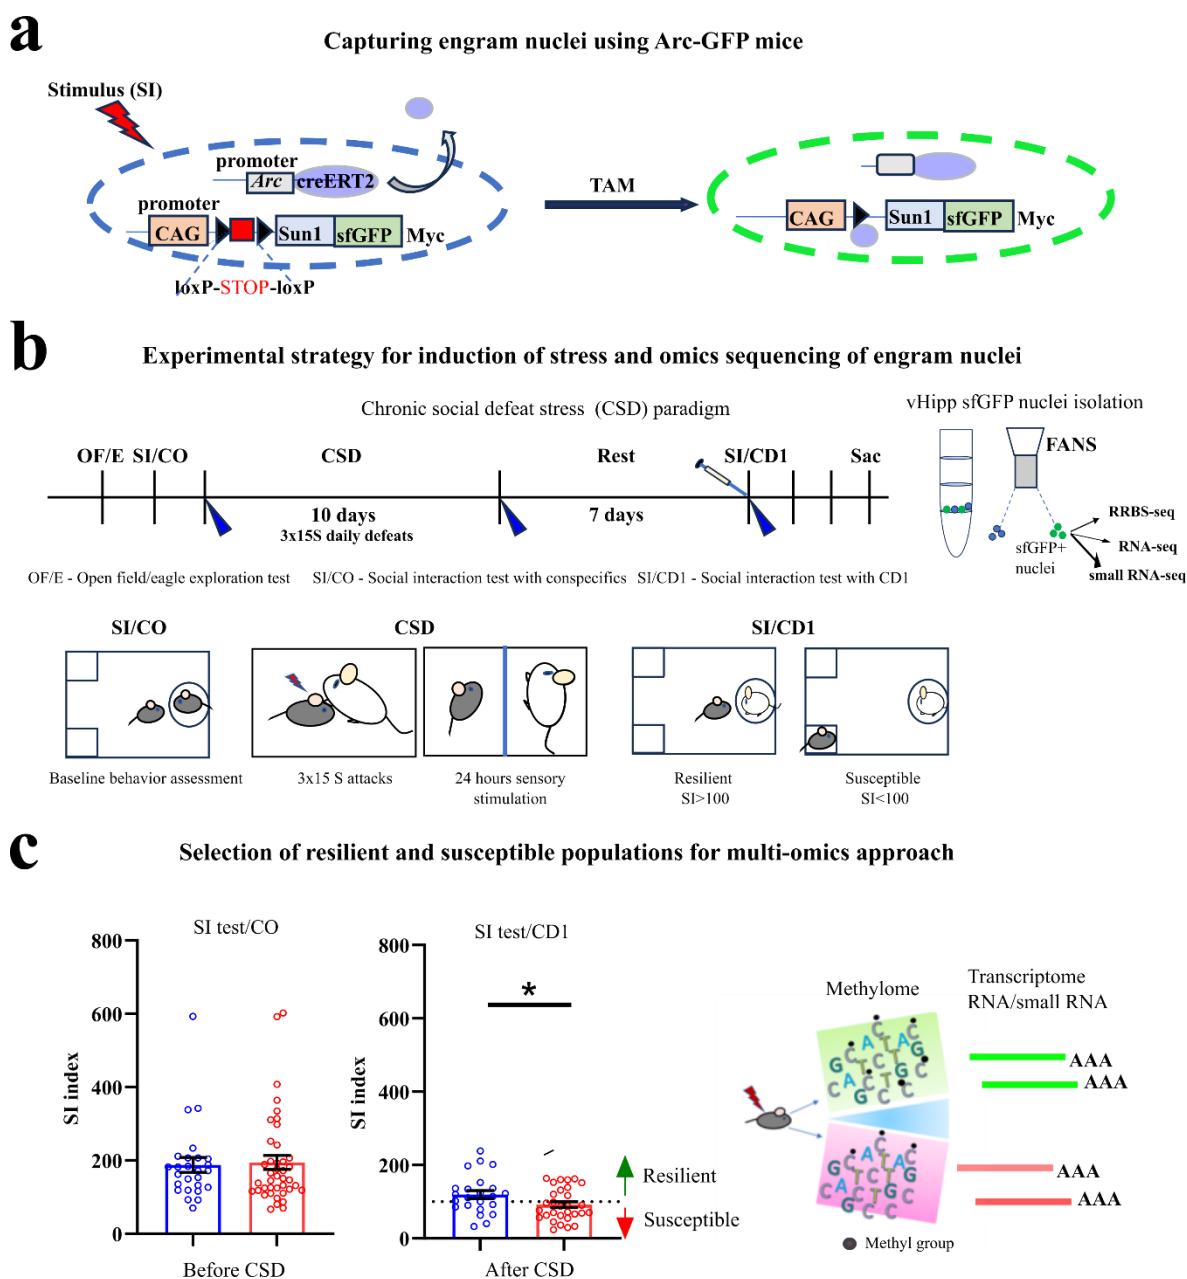 a
Capturing engram nuclei using Arc-GFP mice
Stimulus (SI)
promoter
Arc creERT2
promoter
CAG Sun1 sfGFP Myc
loxP-STOP-loxP
TAM
CAG Sun1 sfGFP Myc
b
Experimental strategy for induction of stress and omics sequencing of engram nuclei
Chronic social defeat stress (CSD) paradigm
vHipp sfGFP nuclei isolation
OF/E SI/CO CSD Rest SI/CD1 Sac
FANS
10 days
3x15S daily defeats
7 days
sfGFP+
nuclei
RRBS-seq
RNA-seq
small RNA-seq
OF/E - Open field/eagle exploration test SI/CO - Social interaction test with conspecifics SI/CD1 - Social interaction test with CD1
SI/CO CSD SI/CD1
Baseline behavior assessment
3x15 S attacks
24 hours sensory
stimulation
Resilient
SI>100
Susceptible
SI<100
c
Selection of resilient and susceptible populations for multi-omics approach
SI test/CO
800
600
400
200
0
SI index
Before CSD
SI test/CD1
800
600
400
200
0
SI index
*
After CSD
Resilient
Susceptible
Methylome
Transcriptome
RNA/small RNA
C
A C T A C
G C T T G
T C T G C
C A C C T C
G C
AAA
AAA
C
C T A C
C T T G
G T C T
C A C T G C
C G C
AAA
AAA
Methyl group